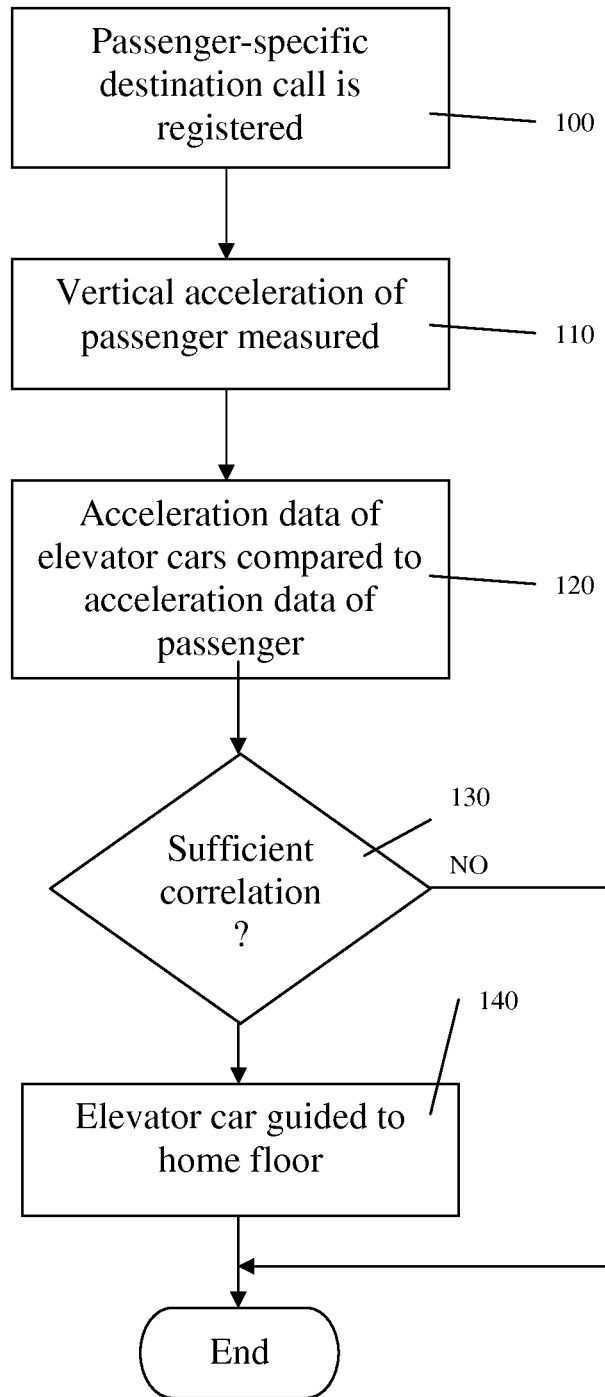 Passenger-specific
destination call is
registered
100
Vertical acceleration of
passenger measured
110
Acceleration data of
elevator cars compared to
acceleration data of
passenger
120
130
Sufficient
correlation
?
NO
140
Elevator car guided to
home floor
End